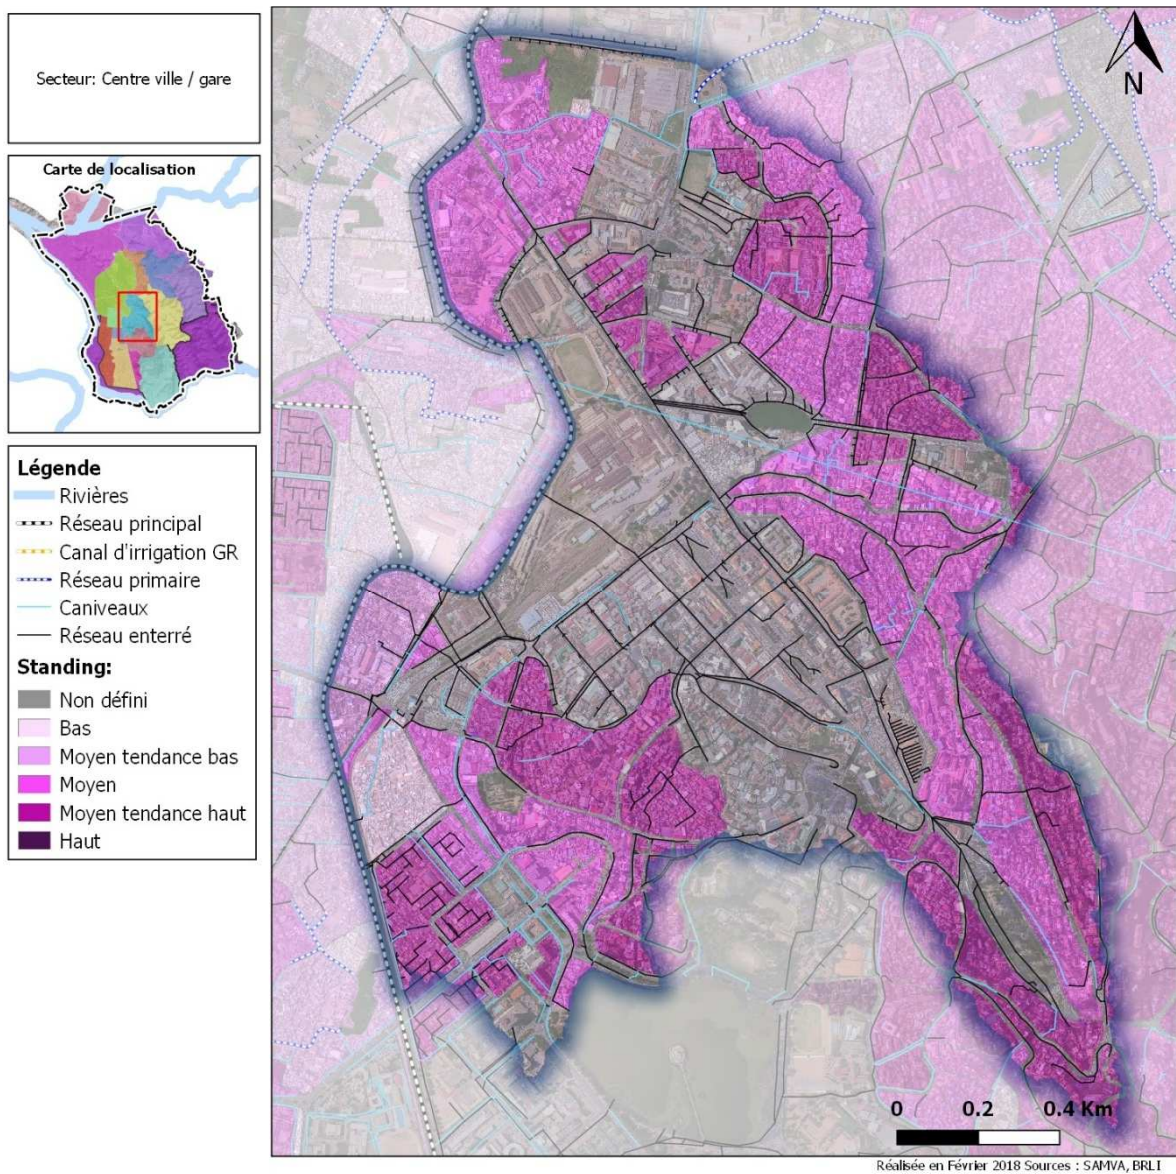 Secteur: Centre ville / gare
Carte de localisation
Légende
Rivières
Réseau principal
Canal d'irrigation GR
Réseau primaire
Caniveaux
Réseau enterré
Standing:
Non défini
Bas
Moyen tendance bas
Moyen
Moyen tendance haut
Haut
N
0 0.2 0.4 Km
Réalisée en Février 2018 Sources : SAMVA, BRLI